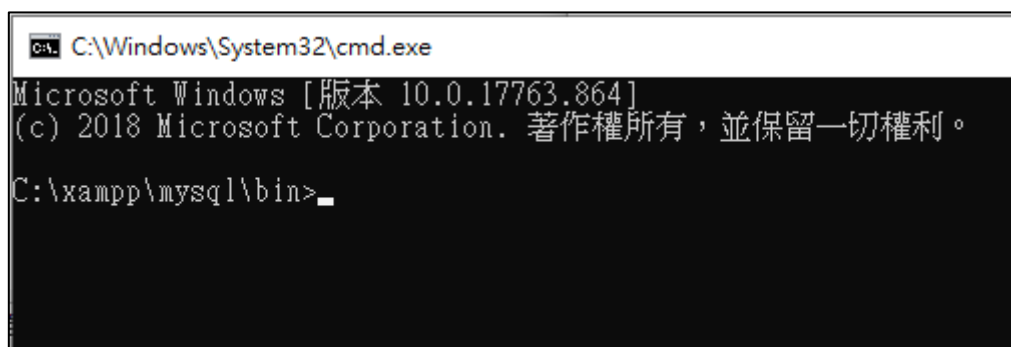 C:\Windows\System32\cmd.exe
Microsoft Windows [版本 10.0.17763.864]
(c) 2018 Microsoft Corporation. 著作權所有，並保留一切權利。
C:\xampp\mysql\bin>